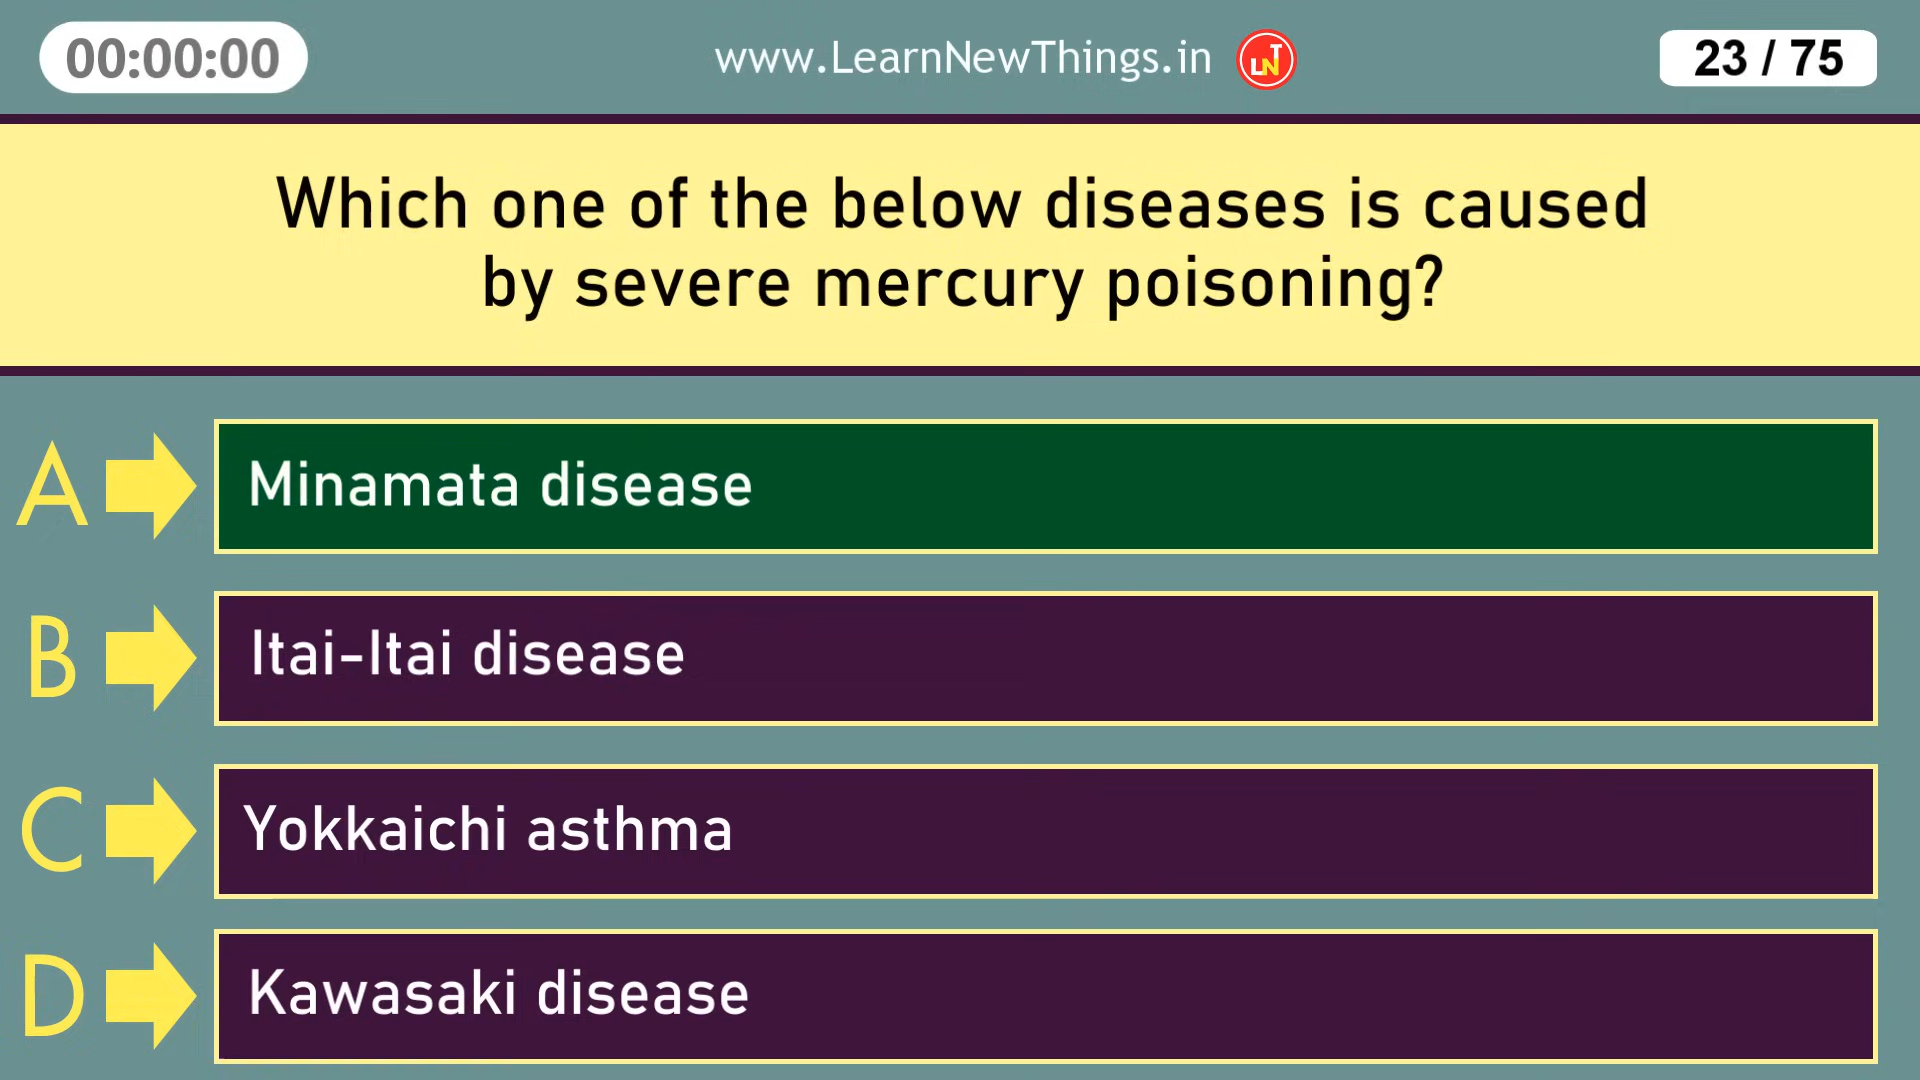 00:00:00
www.LearnNewThings.in
LNT
23 / 75
Which one of the below diseases is caused
by severe mercury poisoning?
A
Minamata disease
B
Itai-Itai disease
C
Yokkaichi asthma
D
Kawasaki disease